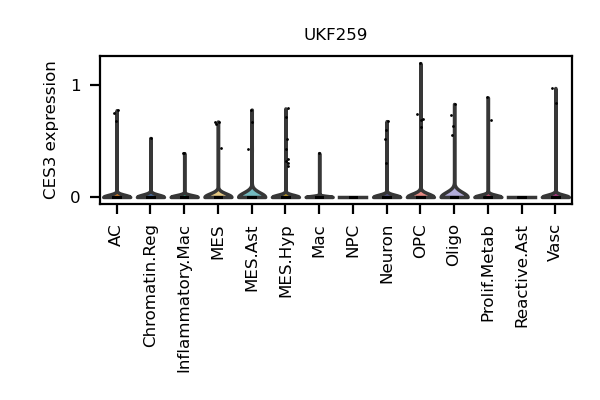 UKF259
CES3 expression
1
0
AC
Chromatin.Reg
Inflammatory.Mac
MES
MES.Ast
MES.Hyp
Mac
NPC
Neuron
OPC
Oligo
Prolif.Metab
Reactive.Ast
Vasc